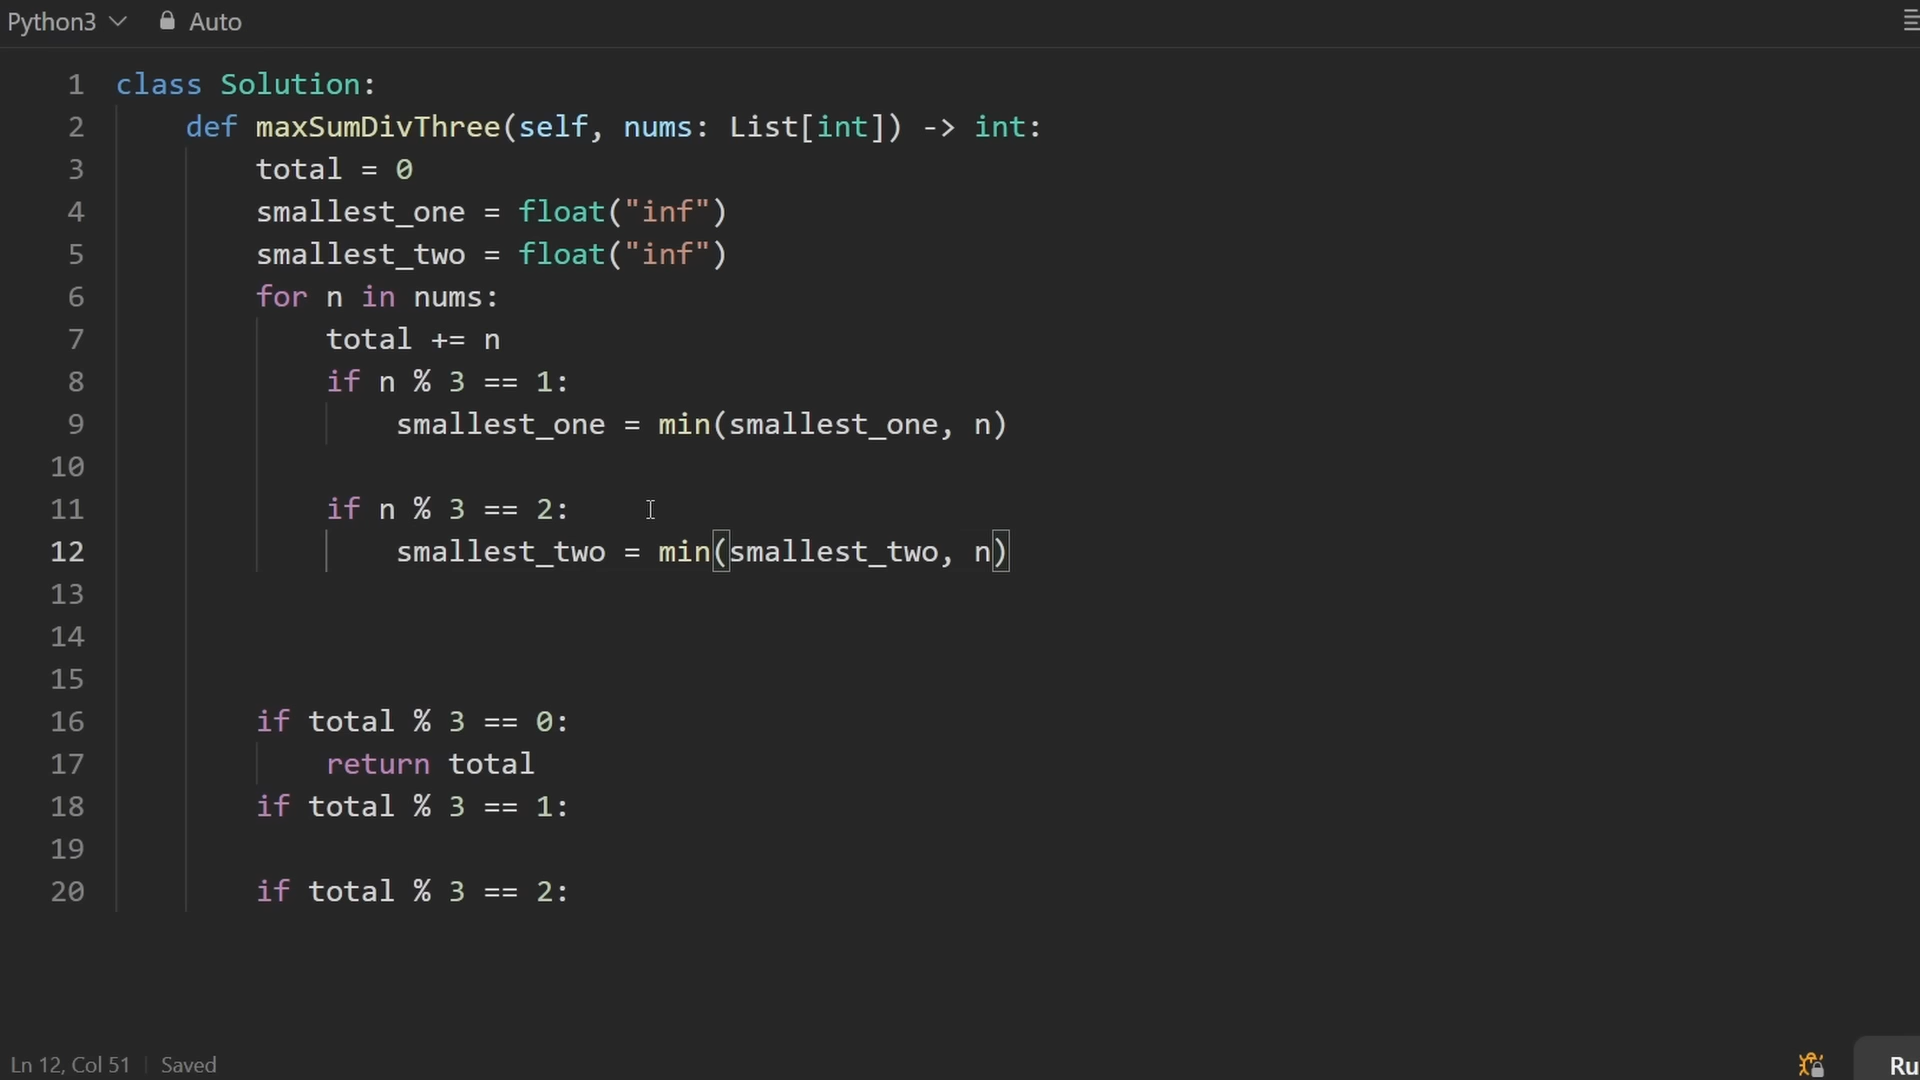 Python3 Auto
1 class Solution:
2 def maxSumDivThree(self, nums: List[int]) -> int:
3 total = 0
4 smallest_one = float("inf")
5 smallest_two = float("inf")
6 for n in nums:
7 total += n
8 if n % 3 == 1:
9 smallest_one = min(smallest_one, n)
10
11 if n % 3 == 2:
12 smallest_two = min(smallest_two, n)
13
14
15
16 if total % 3 == 0:
17 return total
18 if total % 3 == 1:
19
20 if total % 3 == 2:
Ln 12, Col 51 Saved
Ru